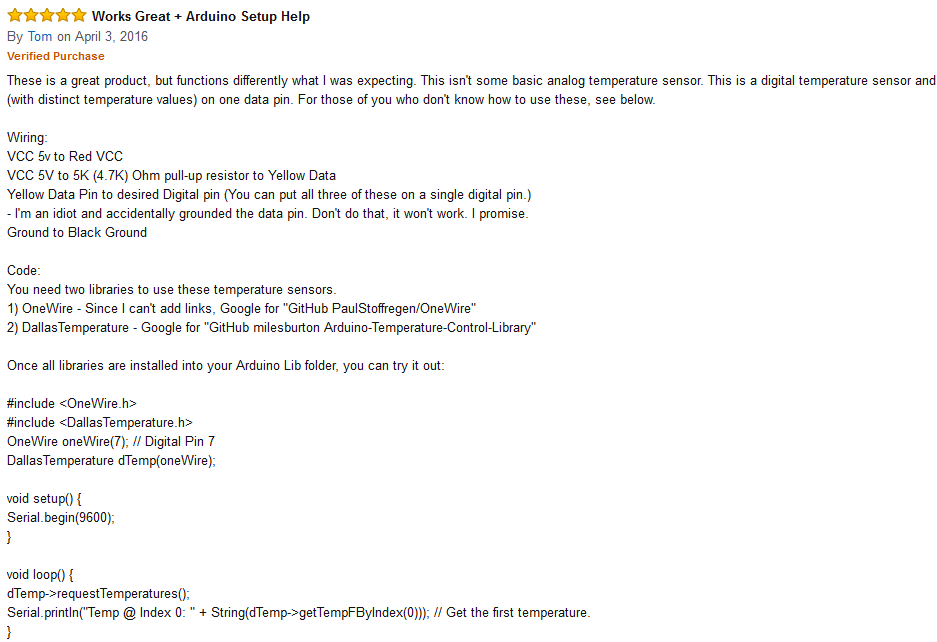 Works Great + Arduino Setup Help
By Tom on April 3, 2016
Verified Purchase
These is a great product, but functions differently what I was expecting. This isn't some basic analog temperature sensor. This is a digital temperature sensor and
(with distinct temperature values) on one data pin. For those of you who don't know how to use these, see below.
Wiring:
VCC 5v to Red VCC
VCC 5V to 5K (4.7K) Ohm pull-up resistor to Yellow Data
Yellow Data Pin to desired Digital pin (You can put all three of these on a single digital pin.)
- I'm an idiot and accidentally grounded the data pin. Don't do that, it won't work. I promise.
Ground to Black Ground
Code:
You need two libraries to use these temperature sensors.
1) OneWire - Since I can't add links, Google for "GitHub PaulStoffregen/OneWire"
2) DallasTemperature - Google for "GitHub milesburton Arduino-Temperature-Control-Library"
Once all libraries are installed into your Arduino Lib folder, you can try it out:
#include <OneWire.h>
#include <DallasTemperature.h>
OneWire oneWire(7); // Digital Pin 7
DallasTemperature dTemp(oneWire);
void setup() {
Serial.begin(9600);
}
void loop() {
dTemp->requestTemperatures();
Serial.println("Temp @ Index 0: " + String(dTemp->getTempFByIndex(0))); // Get the first temperature.
}